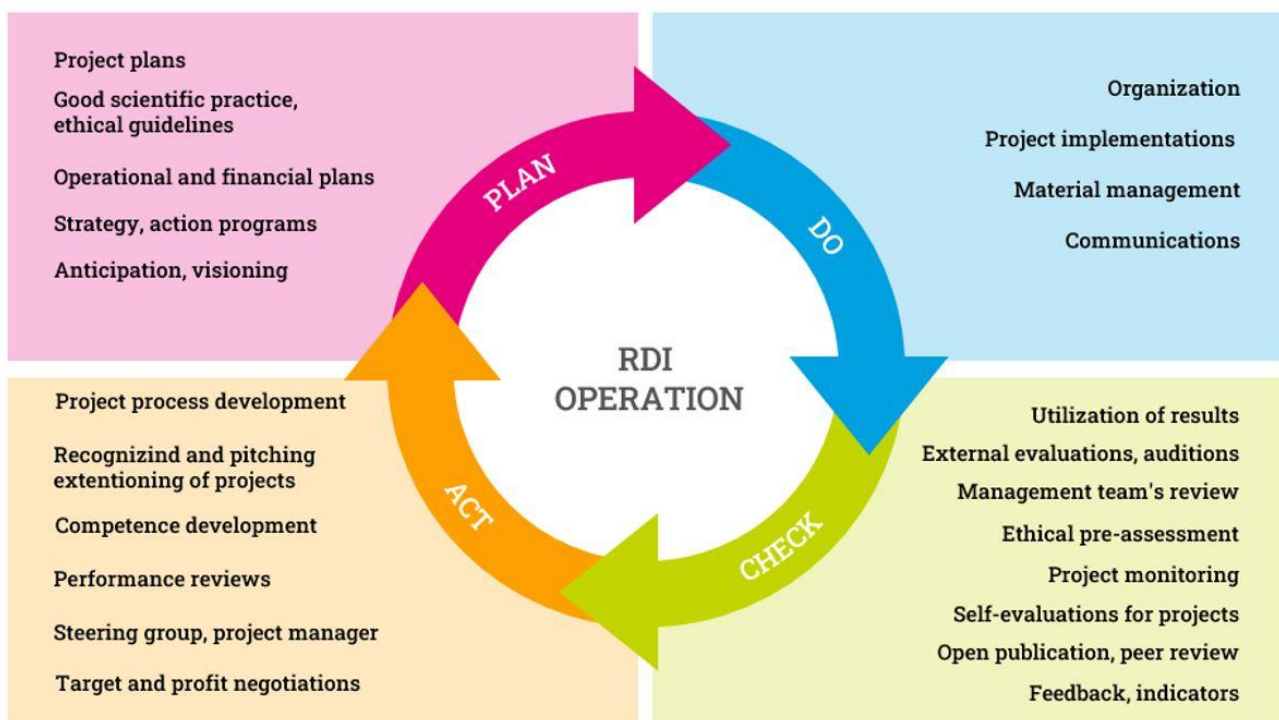 Project plans
Good scientific practice,
ethical guidelines
Operational and financial plans
Strategy, action programs
Anticipation, visioning
PLAN
Organization
Project implementations
Material management
Communications
DO
RDI
OPERATION
Project process development
Recognizind and pitching
extentioning of projects
Competence development
Performance reviews
Steering group, project manager
Target and profit negotiations
ACT
Utilization of results
External evaluations, auditions
Management team's review
Ethical pre-assessment
Project monitoring
Self-evaluations for projects
Open publication, peer review
Feedback, indicators
CHECK